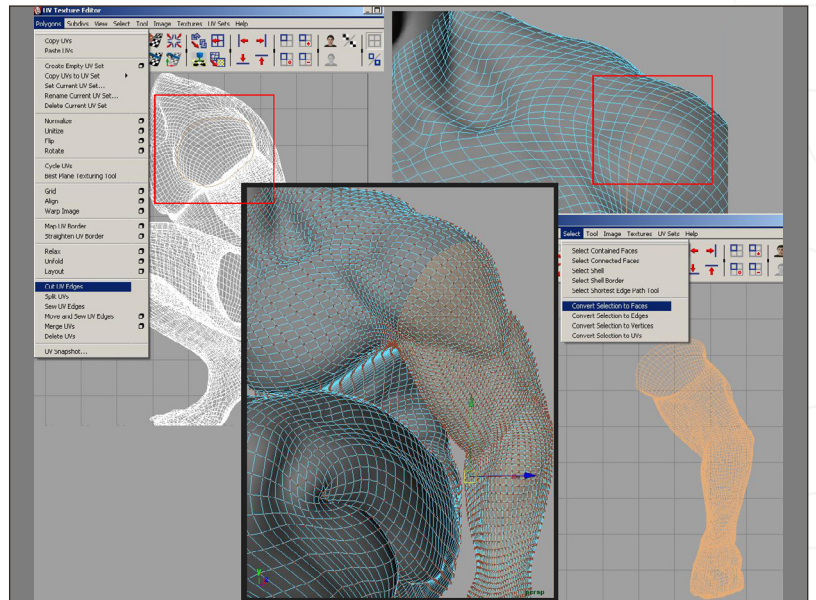 UV Texture Editor
Polygons Subdivs View Select Tool Image Textures UV Sets Help
Copy UVs
Paste UVs
Create Empty UV Set
Copy UVs to UV Set
Set Current UV Set...
Rename Current UV Set...
Delete Current UV Set
Normalize
Unitize
Flip
Rotate
Cycle UVs
Best Plane Texturing Tool
Grid
Align
Warp Image
Map UV Border
Straighten UV Border
Relax
Unfold
Layout
Cut UV Edges
Split UVs
Sew UV Edges
Move and Sew UV Edges
Merge UVs
Delete UVs
UV Snapshot...
Select Tool Image Textures UV Sets Help
Select Contained Faces
Select Connected Faces
Select Shell
Select Shell Border
Select Shortest Edge Path Tool
Convert Selection to Faces
Convert Selection to Edges
Convert Selection to Vertices
Convert Selection to UVs
persp